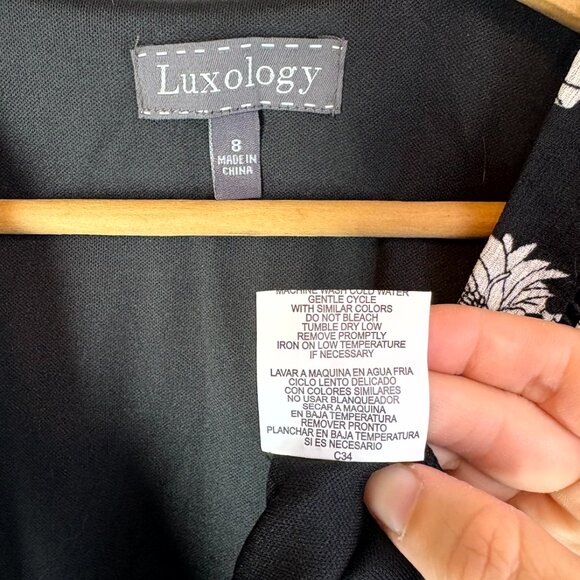 Luxology
8
MADE IN
CHINA
MACHINE WASH COLD WATER
GENTLE CYCLE
WITH SIMILAR COLORS
DO NOT BLEACH
TUMBLE DRY LOW
REMOVE PROMPTLY
IRON ON LOW TEMPERATURE
IF NECESSARY
LAVAR A MAQUINA EN AGUA FRIA
CICLO LENTO DELICADO
CON COLORES SIMILARES
NO USAR BLANQUEADOR
SECAR A MAQUINA
EN BAJA TEMPERATURA
REMOVER PRONTO
PLANCHAR EN BAJA TEMPERATURA
SI ES NECESARIO
C34